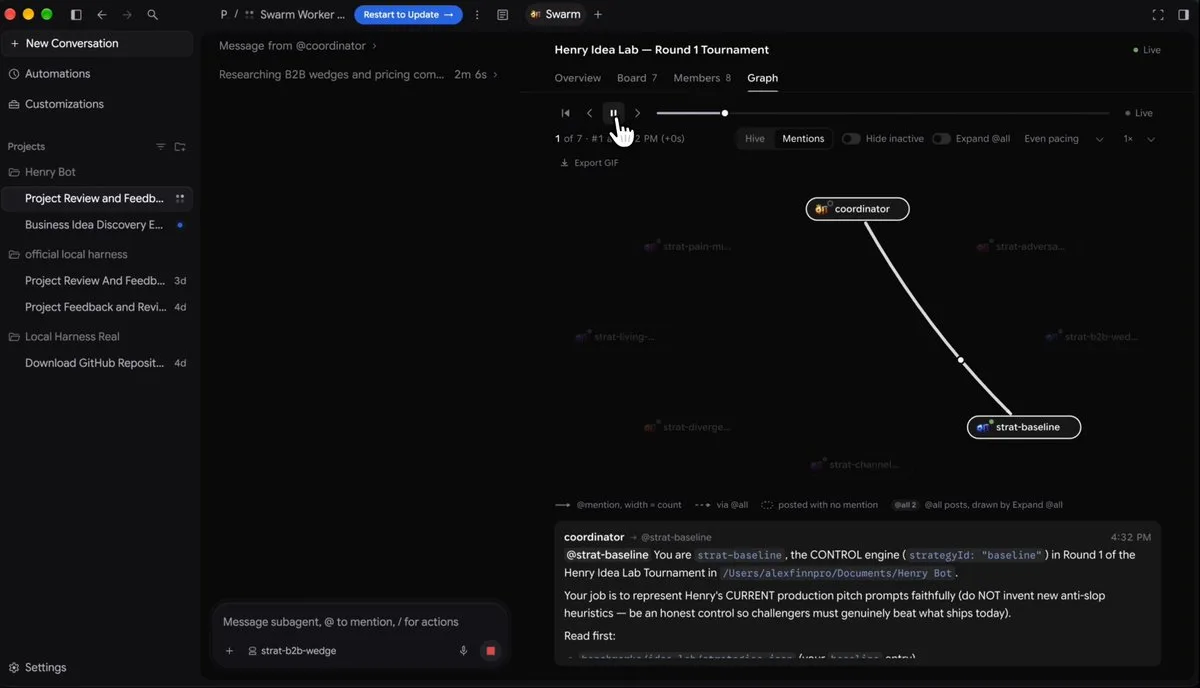 P / Swarm Worker ... Restart to Update → Swarm
+ New Conversation
Automations
Customizations
Projects
Henry Bot
Project Review and Feedb...
Business Idea Discovery E...
official local harness
Project Review And Feedb... 3d
Project Feedback and Revi... 4d
Local Harness Real
Download GitHub Reposit... 4d
Settings
Message from @coordinator >
Researching B2B wedges and pricing com... 2m 6s >
Message subagent, @ to mention, / for actions
strat-b2b-wedge
Henry Idea Lab — Round 1 Tournament
Live
Overview Board 7 Members 8 Graph
Live
1 of 7 · #1 2 PM (+0s)
Hive Mentions Hide inactive Expand @all Even pacing 1×
Export GIF
coordinator
strat-pain-mi...
strat-adversa...
strat-living-...
strat-b2b-wed...
strat-diverge...
strat-baseline
strat-channel...
@mention, width = count via @all posted with no mention @all 2 @all posts, drawn by Expand @all
coordinator → @strat-baseline 4:32 PM
@strat-baseline You are strat-baseline, the CONTROL engine (strategyId: "baseline") in Round 1 of the
Henry Idea Lab Tournament in /Users/alexfinnpro/Documents/Henry Bot.
Your job is to represent Henry's CURRENT production pitch prompts faithfully (do NOT invent new anti-slop
heuristics — be an honest control so challengers must genuinely beat what ships today).
Read first:
benchmarks/idea-lab/strategies.json (your baseline entry)